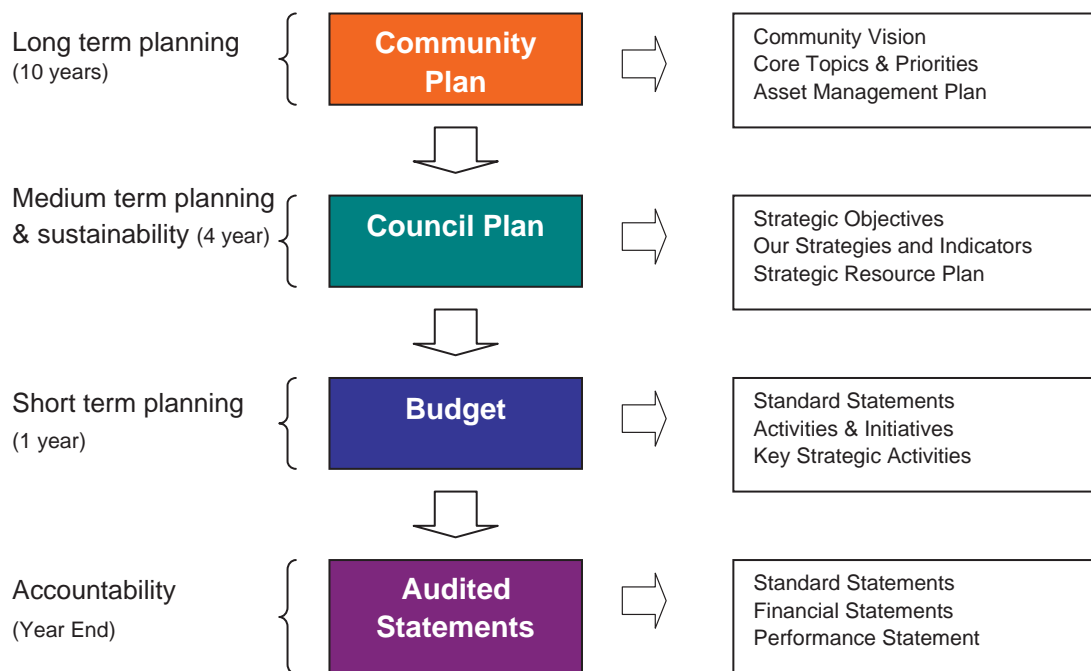 Long term planning
(10 years)
Community
Plan
Community Vision
Core Topics & Priorities
Asset Management Plan
Medium term planning
& sustainability (4 year)
Council Plan
Strategic Objectives
Our Strategies and Indicators
Strategic Resource Plan
Short term planning
(1 year)
Budget
Standard Statements
Activities & Initiatives
Key Strategic Activities
Accountability
(Year End)
Audited
Statements
Standard Statements
Financial Statements
Performance Statement